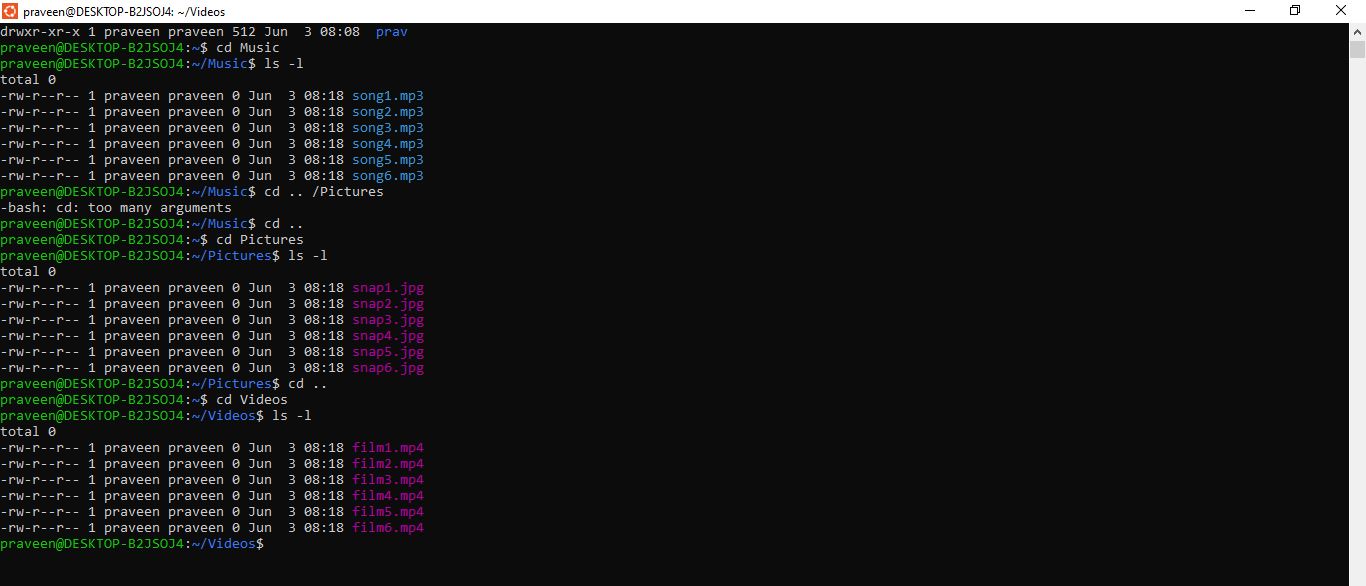 praveen@DESKTOP-B2JSOJ4: ~/Videos
drwxr-xr-x 1 praveen praveen 512 Jun  3 08:08  prav
praveen@DESKTOP-B2JSOJ4:~$ cd Music
praveen@DESKTOP-B2JSOJ4:~/Music$ ls -l
total 0
-rw-r--r-- 1 praveen praveen 0 Jun  3 08:18 song1.mp3
-rw-r--r-- 1 praveen praveen 0 Jun  3 08:18 song2.mp3
-rw-r--r-- 1 praveen praveen 0 Jun  3 08:18 song3.mp3
-rw-r--r-- 1 praveen praveen 0 Jun  3 08:18 song4.mp3
-rw-r--r-- 1 praveen praveen 0 Jun  3 08:18 song5.mp3
-rw-r--r-- 1 praveen praveen 0 Jun  3 08:18 song6.mp3
praveen@DESKTOP-B2JSOJ4:~/Music$ cd .. /Pictures
-bash: cd: too many arguments
praveen@DESKTOP-B2JSOJ4:~/Music$ cd ..
praveen@DESKTOP-B2JSOJ4:~$ cd Pictures
praveen@DESKTOP-B2JSOJ4:~/Pictures$ ls -l
total 0
-rw-r--r-- 1 praveen praveen 0 Jun  3 08:18 snap1.jpg
-rw-r--r-- 1 praveen praveen 0 Jun  3 08:18 snap2.jpg
-rw-r--r-- 1 praveen praveen 0 Jun  3 08:18 snap3.jpg
-rw-r--r-- 1 praveen praveen 0 Jun  3 08:18 snap4.jpg
-rw-r--r-- 1 praveen praveen 0 Jun  3 08:18 snap5.jpg
-rw-r--r-- 1 praveen praveen 0 Jun  3 08:18 snap6.jpg
praveen@DESKTOP-B2JSOJ4:~/Pictures$ cd ..
praveen@DESKTOP-B2JSOJ4:~$ cd Videos
praveen@DESKTOP-B2JSOJ4:~/Videos$ ls -l
total 0
-rw-r--r-- 1 praveen praveen 0 Jun  3 08:18 film1.mp4
-rw-r--r-- 1 praveen praveen 0 Jun  3 08:18 film2.mp4
-rw-r--r-- 1 praveen praveen 0 Jun  3 08:18 film3.mp4
-rw-r--r-- 1 praveen praveen 0 Jun  3 08:18 film4.mp4
-rw-r--r-- 1 praveen praveen 0 Jun  3 08:18 film5.mp4
-rw-r--r-- 1 praveen praveen 0 Jun  3 08:18 film6.mp4
praveen@DESKTOP-B2JSOJ4:~/Videos$